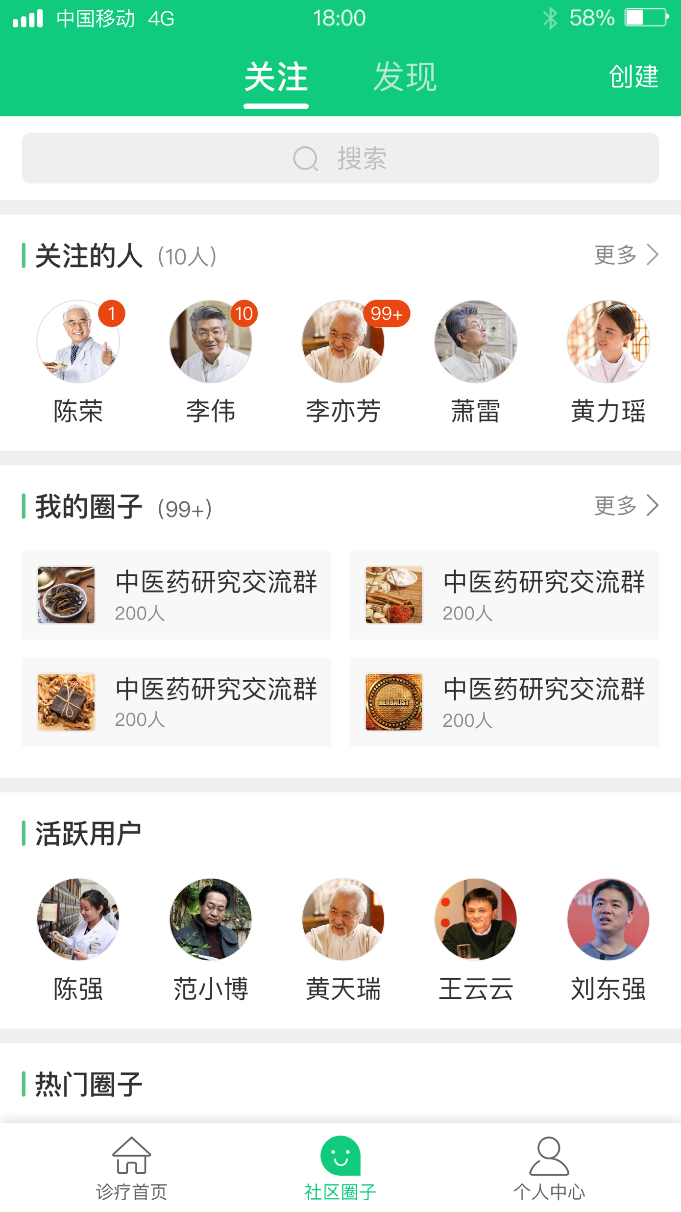 中国移动 4G 18:00 58%
关注 发现 创建
搜索
关注的人 (10人) 更多
1 10 99+
陈荣 李伟 李亦芳 萧雷 黄力瑶
我的圈子 (99+) 更多
中医药研究交流群 中医药研究交流群
200人 200人
中医药研究交流群 中医药研究交流群
200人 200人
HERBALIST
活跃用户
陈强 范小博 黄天瑞 王云云 刘东强
热门圈子
诊疗首页 社区圈子 个人中心